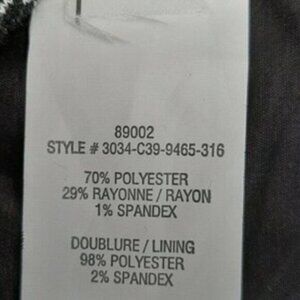 89002
STYLE # 3034-C39-9465-316
70% POLYESTER
29% RAYONNE / RAYON
1% SPANDEX
DOUBLURE / LINING
98% POLYESTER
2% SPANDEX